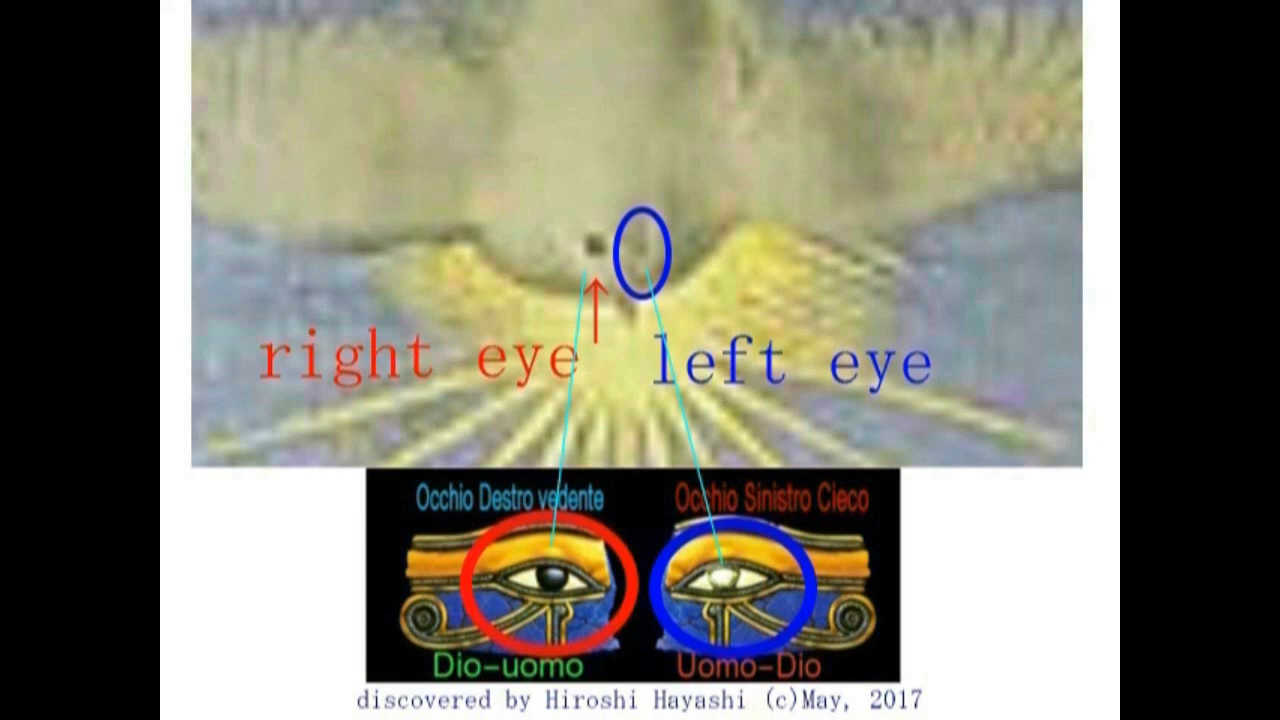 right eye
left eye
Occhio Destro vedente
Occhio Sinistro Cieco
Dio-uomo
Uomo-Dio
discovered by Hiroshi Hayashi (c)May, 2017